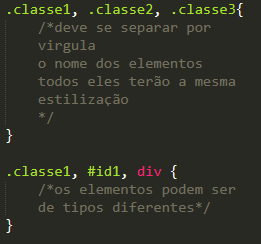 .classe1, .classe2, .classe3{
/*deve se separar por
virgula
o nome dos elementos
todos eles terão a mesma
estilização
*/
}
.classe1, #id1, div {
/*os elementos podem ser
de tipos diferentes*/
}